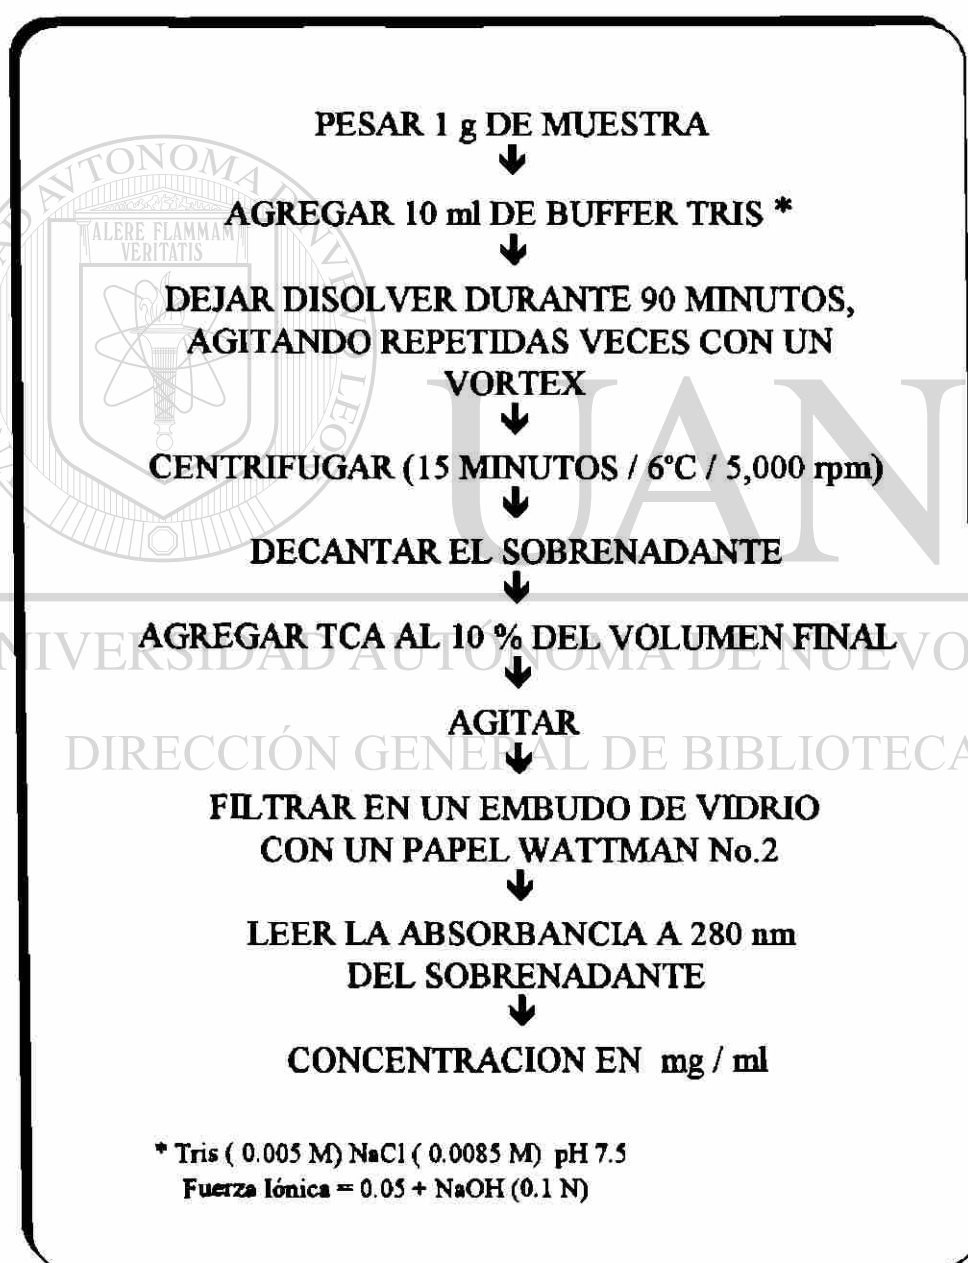 PESAR 1 g DE MUESTRA
AGREGAR 10 ml DE BUFFER TRIS *
DEJAR DISOLVER DURANTE 90 MINUTOS,
AGITANDO REPETIDAS VECES CON UN
VORTEX
CENTRIFUGAR (15 MINUTOS / 6ºC / 5,000 rpm)
DECANTAR EL SOBRENADANTE
AGREGAR TCA AL 10 % DEL VOLUMEN FINAL
AGITAR
FILTRAR EN UN EMBUDO DE VIDRIO
CON UN PAPEL WATTMAN No.2
LEER LA ABSORBANCIA A 280 nm
DEL SOBRENADANTE
CONCENTRACION EN mg / ml
* Tris ( 0.005 M) NaCl ( 0.0085 M) pH 7.5
Fuerza Iónica = 0.05 + NaOH (0.1 N)
ALERE FLAMMAM
VERITATIS
UAN
NIVERSIDAD AUTÓNOMA DE NUEVO
DIRECCIÓN GENERAL DE BIBLIOTECA